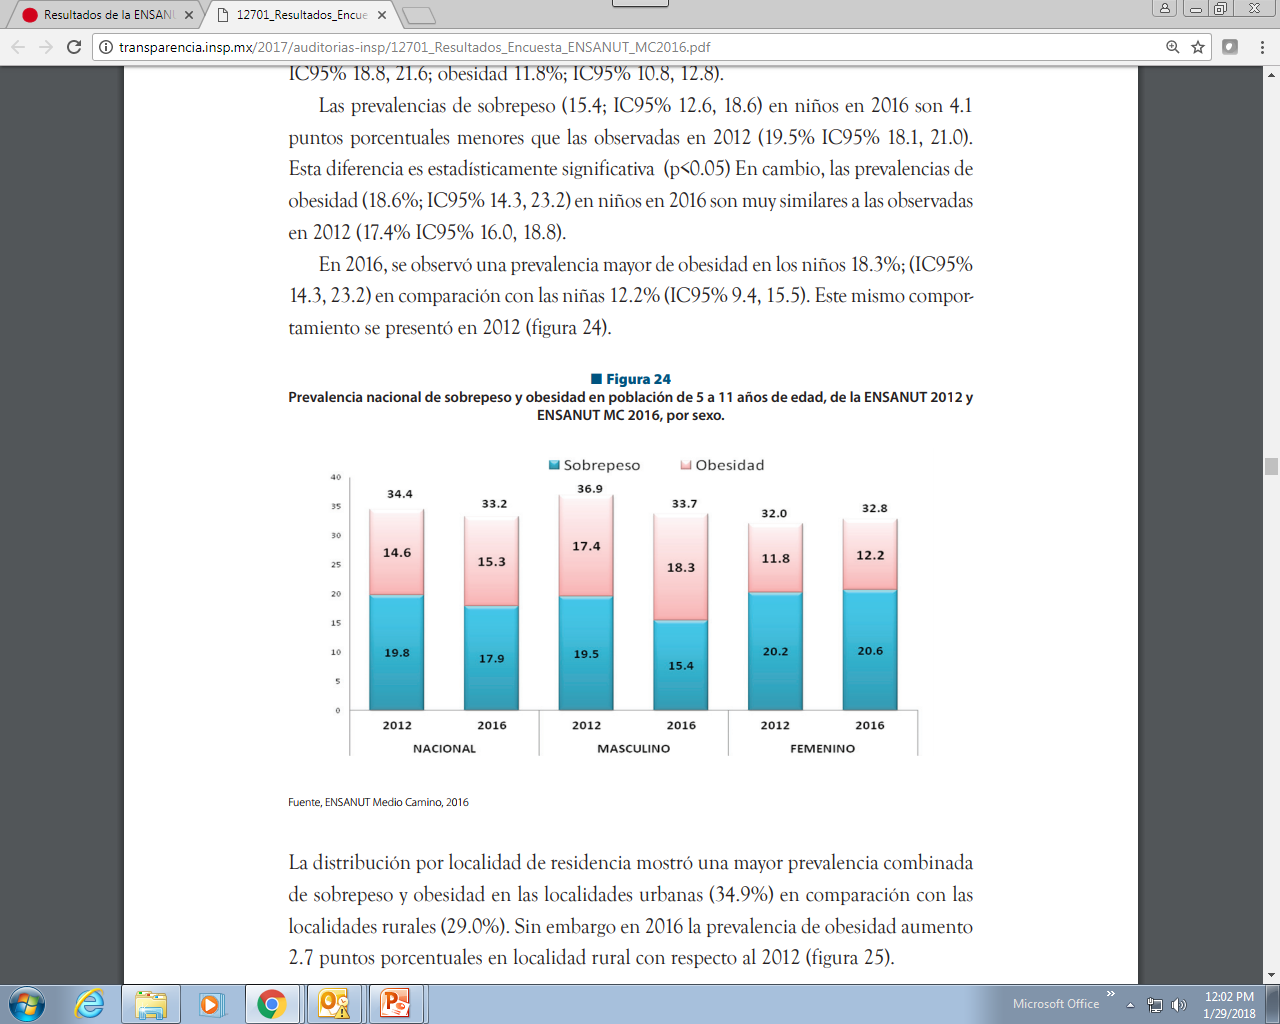 Resultados de la ENSANU
12701_Resultados_Encue
transparencia.insp.mx/2017/auditorias-insp/12701_Resultados_Encuesta_ENSANUT_MC2016.pdf
IC95% 18.8, 21.6; obesidad 11.8%; IC95% 10.8, 12.8).
Las prevalencias de sobrepeso (15.4; IC95% 12.6, 18.6) en niños en 2016 son 4.1
puntos porcentuales menores que las observadas en 2012 (19.5% IC95% 18.1, 21.0).
Esta diferencia es estadísticamente significativa (p<0.05) En cambio, las prevalencias de
obesidad (18.6%; IC95% 14.3, 23.2) en niños en 2016 son muy similares a las observadas
en 2012 (17.4% IC95% 16.0, 18.8).
En 2016, se observó una prevalencia mayor de obesidad en los niños 18.3%; (IC95%
14.3, 23.2) en comparación con las niñas 12.2% (IC95% 9.4, 15.5). Este mismo compor-
tamiento se presentó en 2012 (figura 24).
Figura 24
Prevalencia nacional de sobrepeso y obesidad en población de 5 a 11 años de edad, de la ENSANUT 2012 y
ENSANUT MC 2016, por sexo.
Sobrepeso Obesidad
40
35
30
25
20
15
10
5
0
34.4 33.2 36.9 33.7 32.0 32.8
14.6 15.3 17.4 18.3 11.8 12.2
19.8 17.9 19.5 15.4 20.2 20.6
2012 2016 2012 2016 2012 2016
NACIONAL MASCULINO FEMENINO
Fuente, ENSANUT Medio Camino, 2016
La distribución por localidad de residencia mostró una mayor prevalencia combinada
de sobrepeso y obesidad en las localidades urbanas (34.9%) en comparación con las
localidades rurales (29.0%). Sin embargo en 2016 la prevalencia de obesidad aumento
2.7 puntos porcentuales en localidad rural con respecto al 2012 (figura 25).
Microsoft Office
12:02 PM
1/29/2018